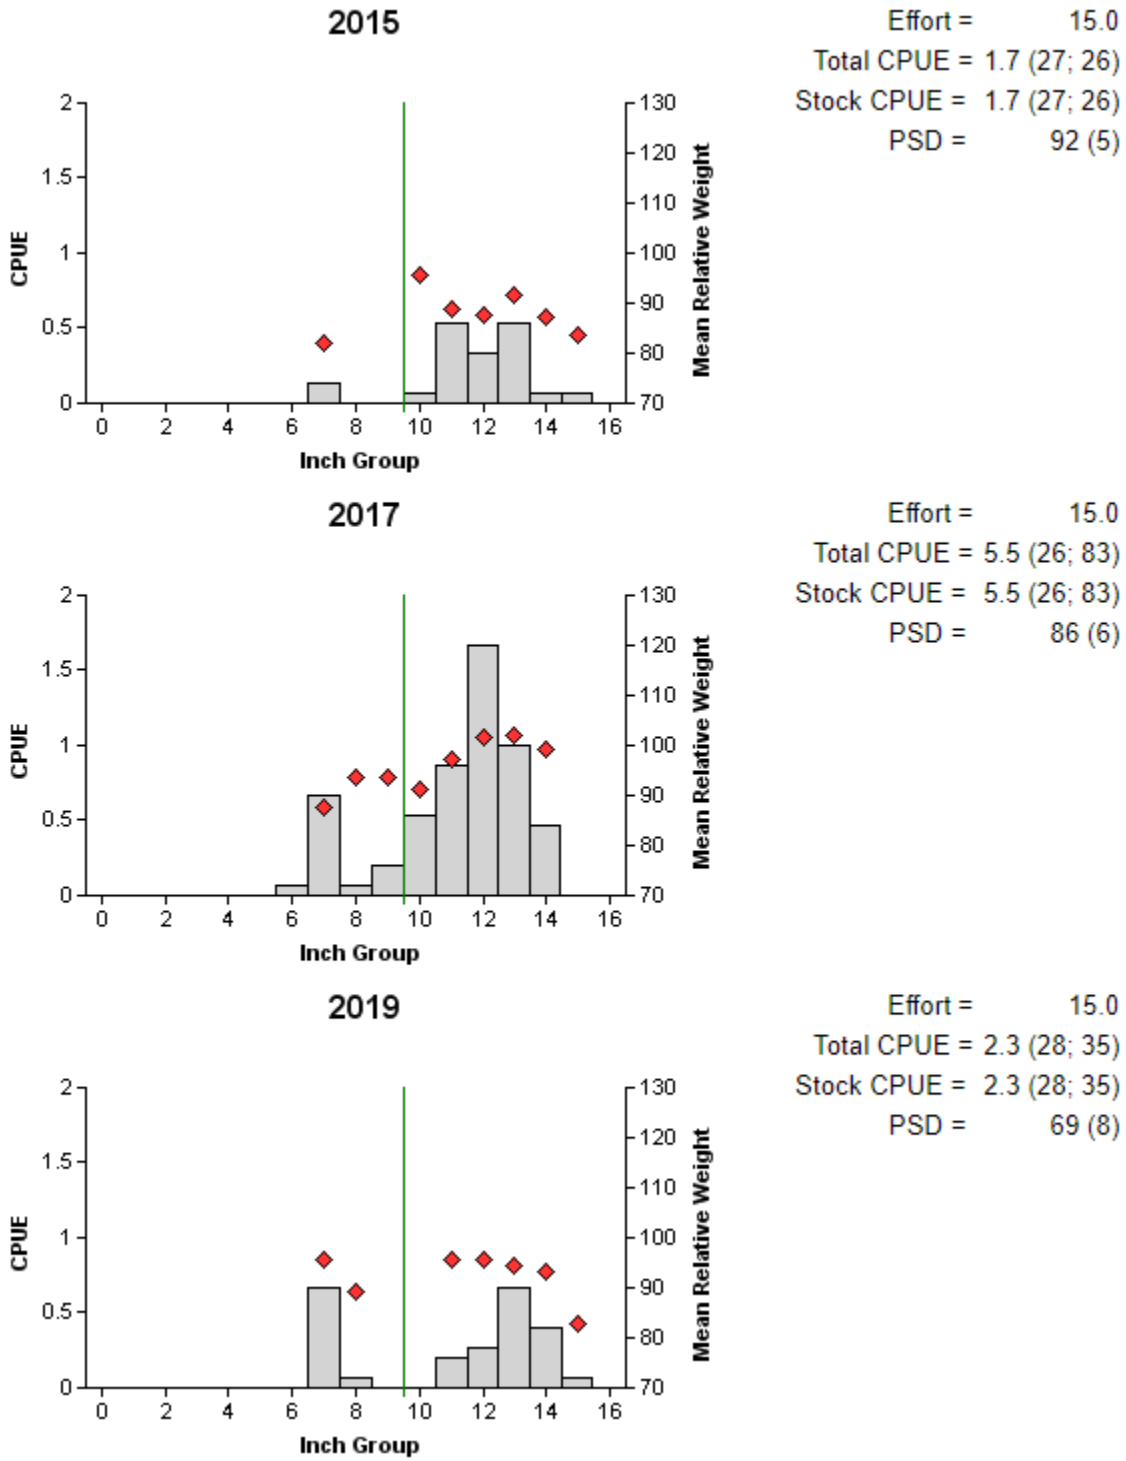 2015
Effort = 15.0
Total CPUE = 1.7 (27; 26)
Stock CPUE = 1.7 (27; 26)
PSD = 92 (5)
2
1.5
1
0.5
0
CPUE
130
120
110
100
90
80
70
Mean Relative Weight
0 2 4 6 8 10 12 14 16
Inch Group
2017
Effort = 15.0
Total CPUE = 5.5 (26; 83)
Stock CPUE = 5.5 (26; 83)
PSD = 86 (6)
2
1.5
1
0.5
0
CPUE
130
120
110
100
90
80
70
Mean Relative Weight
0 2 4 6 8 10 12 14 16
Inch Group
2019
Effort = 15.0
Total CPUE = 2.3 (28; 35)
Stock CPUE = 2.3 (28; 35)
PSD = 69 (8)
2
1.5
1
0.5
0
CPUE
130
120
110
100
90
80
70
Mean Relative Weight
0 2 4 6 8 10 12 14 16
Inch Group